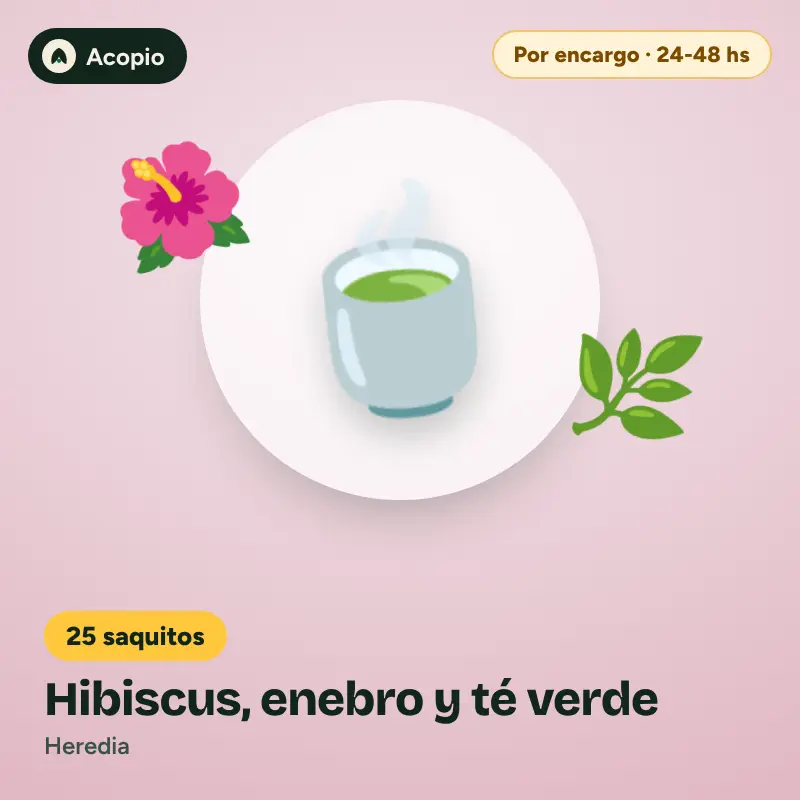 Acopio
Por encargo · 24-48 hs
25 saquitos
Hibiscus, enebro y té verde
Heredia